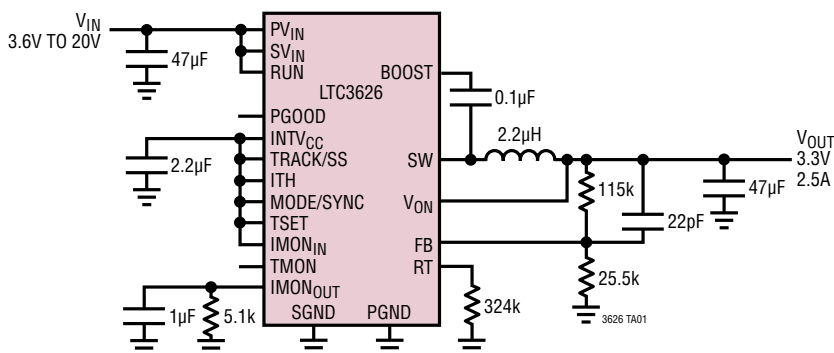 VIN
3.6V TO 20V
47µF
PVIN
SVIN
RUN
BOOST
LTC3626
0.1µF
PGOOD
2.2µH
INTVCC
TRACK/SS
ITH
MODE/SYNC
TSET
IMONIN
TMON
IMONOUT
2.2µF
SW
VOUT
3.3V
2.5A
115k
47µF
VON
22pF
FB
RT
25.5k
324k
1µF
5.1k
SGND
PGND
3626 TA01